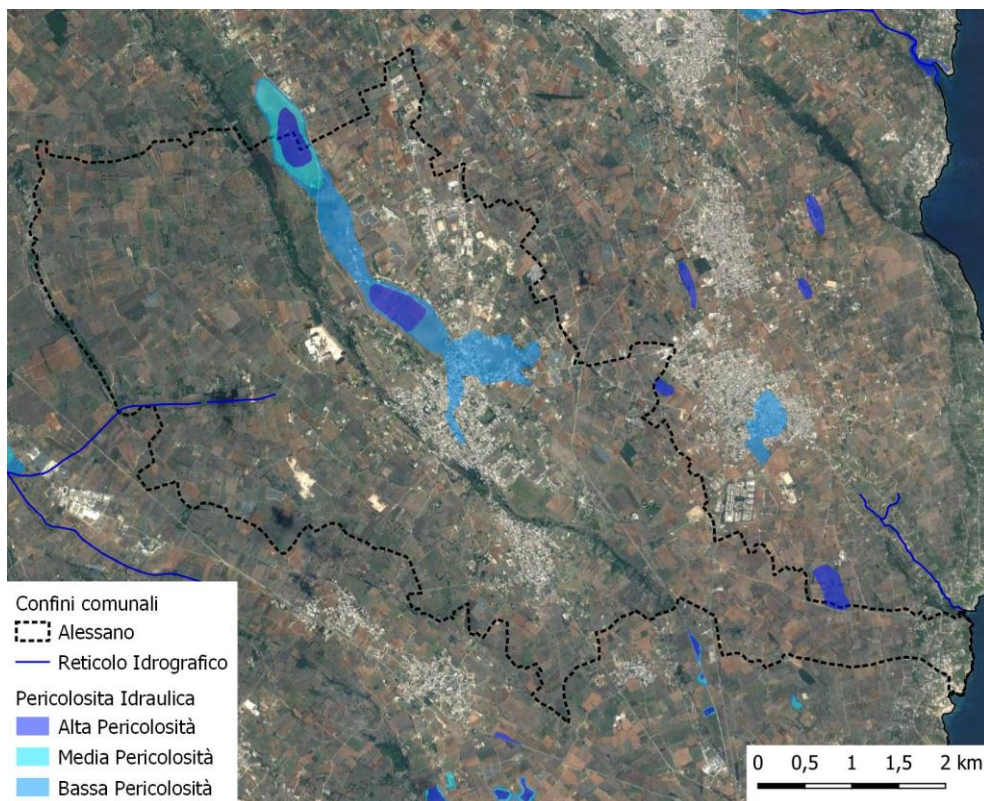 Confini comunali
Alessano
Reticolo Idrografico
Pericolosita Idraulica
Alta Pericolosità
Media Pericolosità
Bassa Pericolosità
0 0,5 1 1,5 2 km